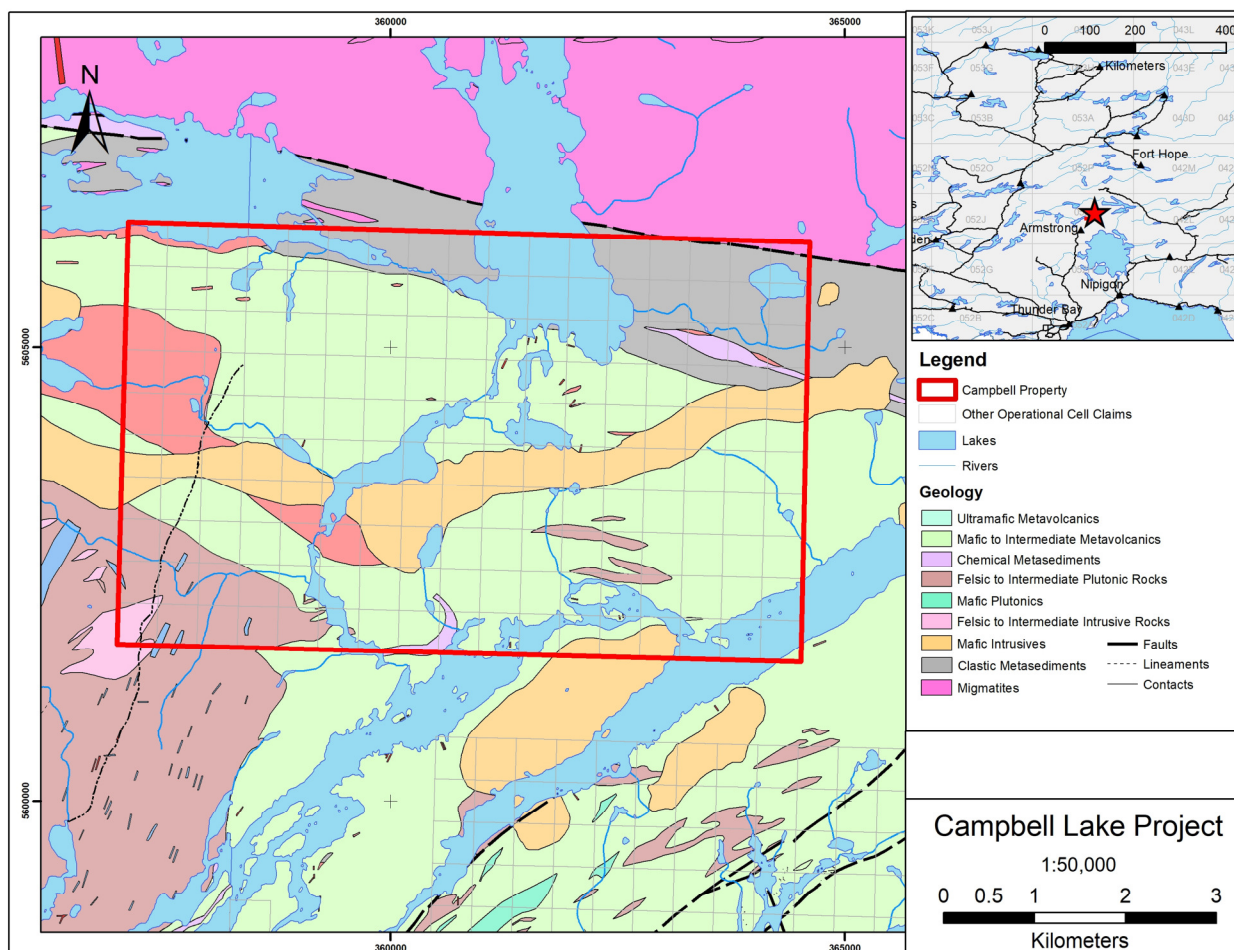 360000
365000
N
5605000
5600000
360000
365000
0 100 200 400
Kilometers
053A
Fort Hope
Armstrong
Nipigon
Thunder Bay
Legend
Campbell Property
Other Operational Cell Claims
Lakes
Rivers
Geology
Ultramafic Metavolcanics
Mafic to Intermediate Metavolcanics
Chemical Metasediments
Felsic to Intermediate Plutonic Rocks
Mafic Plutonics
Felsic to Intermediate Intrusive Rocks
Mafic Intrusives
Clastic Metasediments
Migmatites
Faults
Lineaments
Contacts
Campbell Lake Project
1:50,000
0 0.5 1 2 3
Kilometers